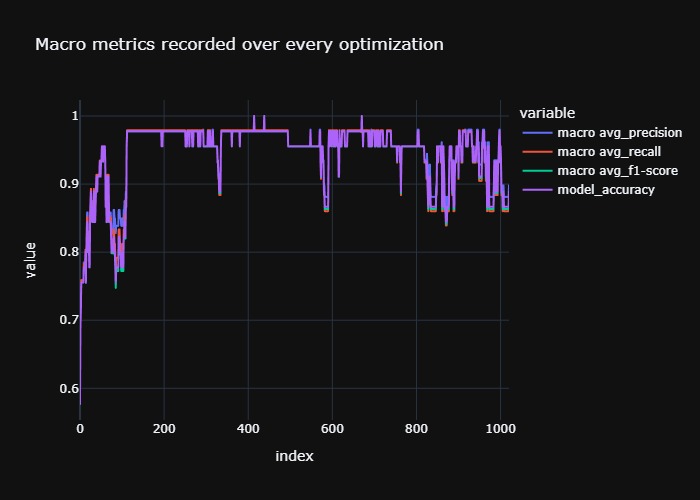 Macro metrics recorded over every optimization
variable
macro avg_precision
macro avg_recall
macro avg_f1-score
model_accuracy
1
0.9
0.8
0.7
0.6
value
0
200
400
600
800
1000
index